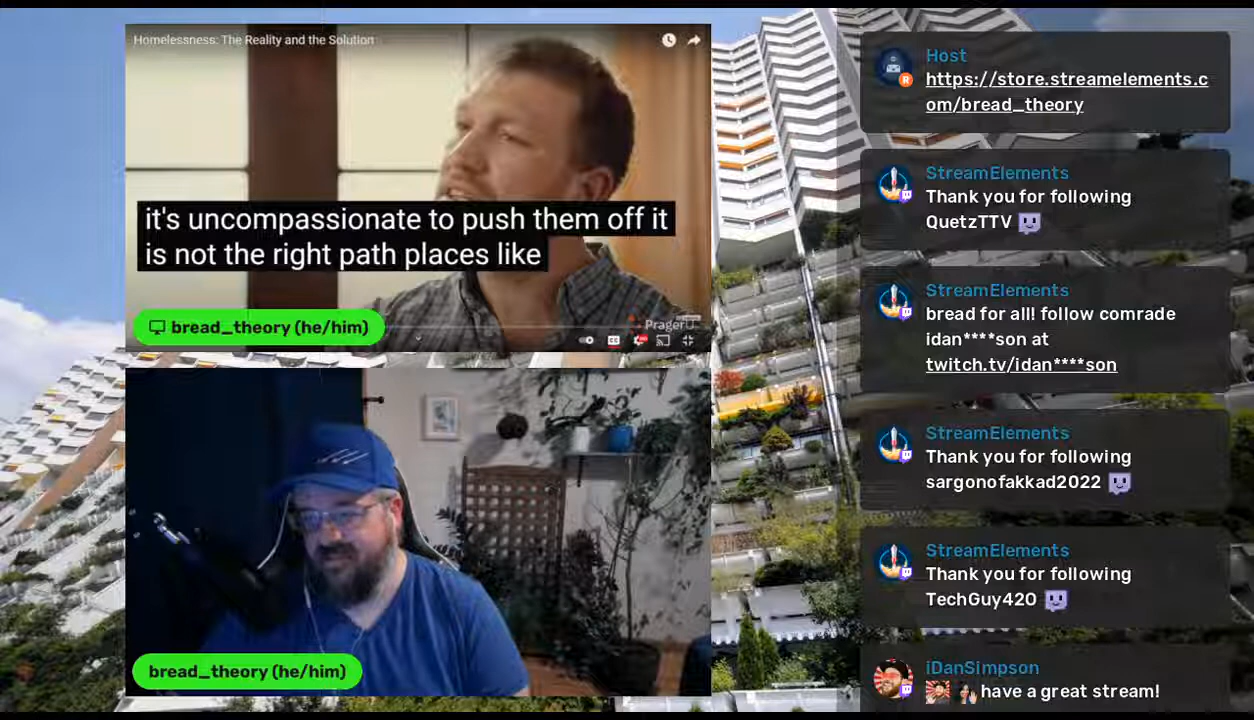 Homelessness: The Reality and the Solution
it's uncompassionate to push them off it
is not the right path places like
bread_theory (he/him)
PragerU
CC
bread_theory (he/him)
Host
https://store.streamelements.c
om/bread_theory
StreamElements
Thank you for following
QuetzTTV
StreamElements
bread for all! follow comrade
idan****son at
twitch.tv/idan****son
StreamElements
Thank you for following
sargonofakkad2022
StreamElements
Thank you for following
TechGuy420
iDanSimpson
have a great stream!